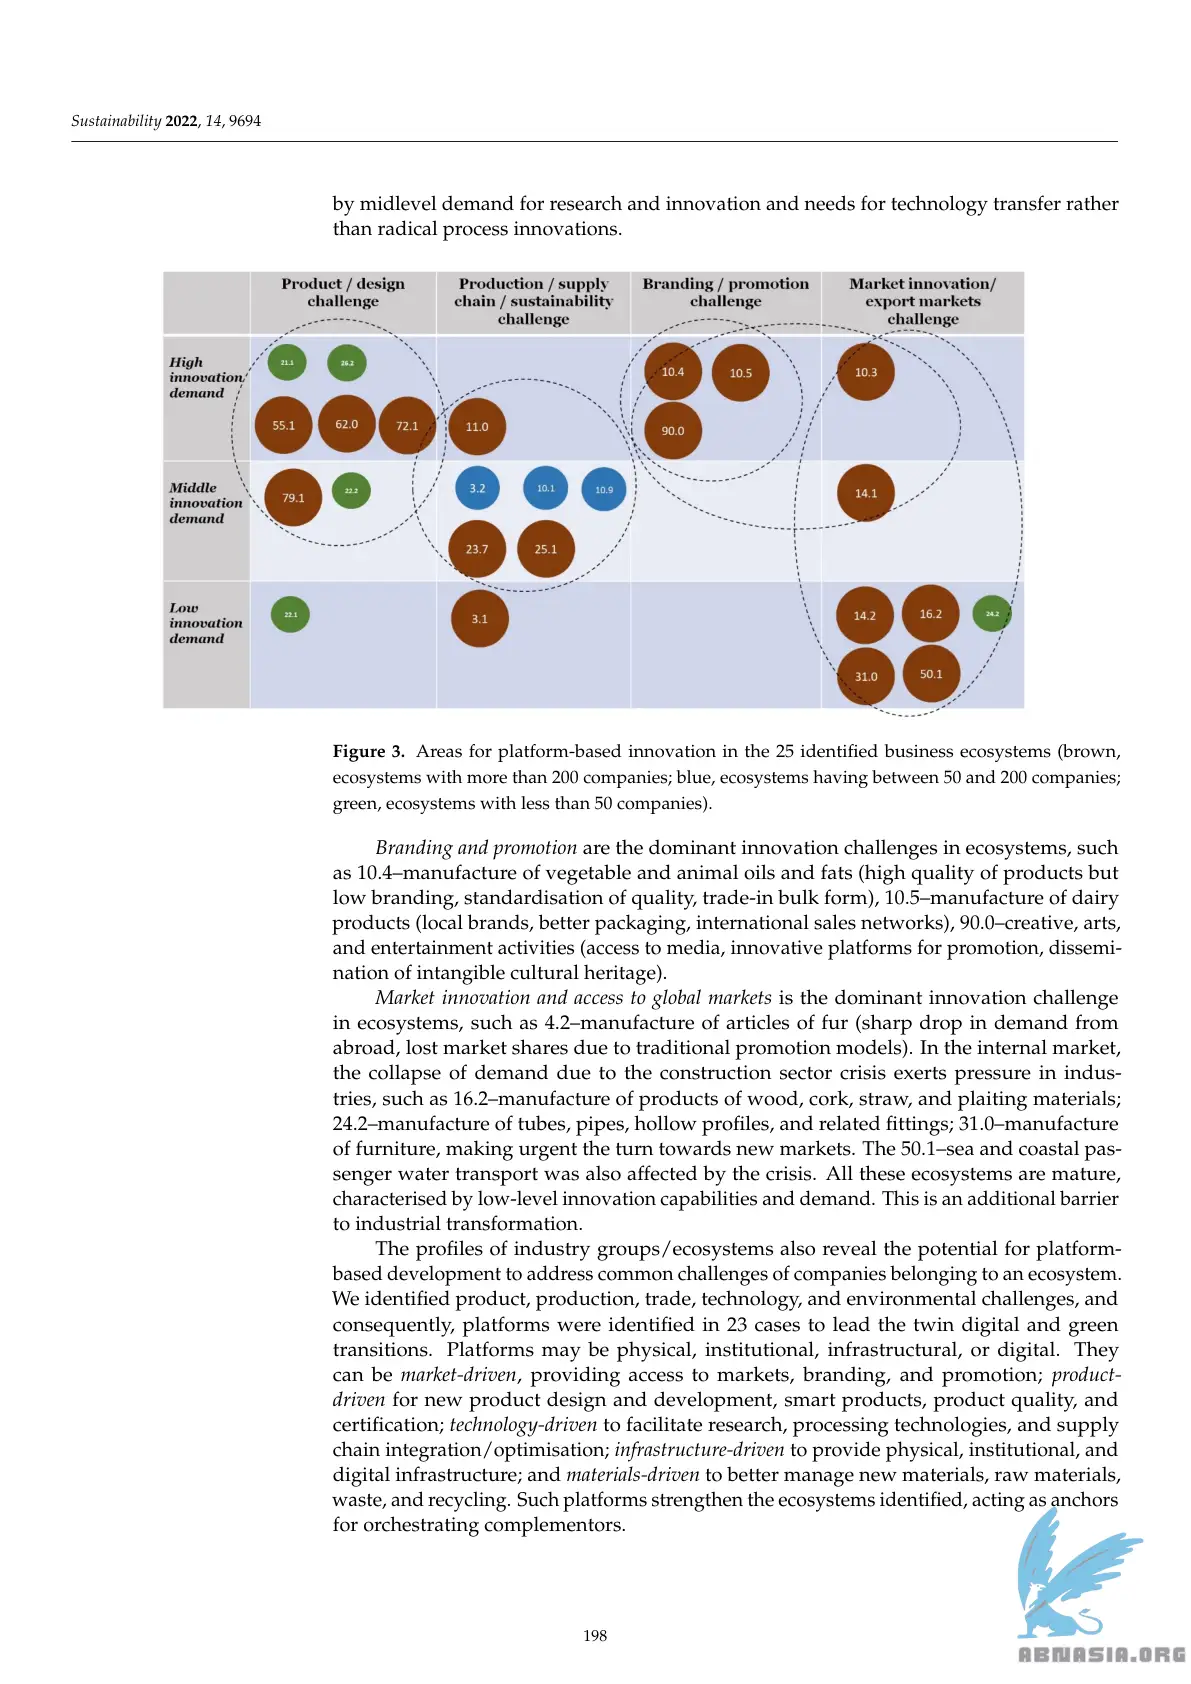 Sustainability 2022, 14, 9694
by midlevel demand for research and innovation and needs for technology transfer rather
than radical process innovations.
Product / design
challenge
Production / supply
chain / sustainability
challenge
Branding / promotion
challenge
Market innovation/
export markets
challenge
High
innovation
demand
21.1
26.2
55.1
62.0
72.1
11.0
10.4
10.5
90.0
10.3
Middle
innovation
demand
79.1
22.2
3.2
10.1
10.9
23.7
25.1
14.1
Low
innovation
demand
22.1
3.1
14.2
16.2
24.2
31.0
50.1
Figure 3. Areas for platform-based innovation in the 25 identified business ecosystems (brown,
ecosystems with more than 200 companies; blue, ecosystems having between 50 and 200 companies;
green, ecosystems with less than 50 companies).
Branding and promotion are the dominant innovation challenges in ecosystems, such
as 10.4–manufacture of vegetable and animal oils and fats (high quality of products but
low branding, standardisation of quality, trade-in bulk form), 10.5–manufacture of dairy
products (local brands, better packaging, international sales networks), 90.0–creative, arts,
and entertainment activities (access to media, innovative platforms for promotion, dissemi-
nation of intangible cultural heritage).
Market innovation and access to global markets is the dominant innovation challenge
in ecosystems, such as 4.2–manufacture of articles of fur (sharp drop in demand from
abroad, lost market shares due to traditional promotion models). In the internal market,
the collapse of demand due to the construction sector crisis exerts pressure in indus-
tries, such as 16.2–manufacture of products of wood, cork, straw, and plaiting materials;
24.2–manufacture of tubes, pipes, hollow profiles, and related fittings; 31.0–manufacture
of furniture, making urgent the turn towards new markets. The 50.1–sea and coastal pas-
senger water transport was also affected by the crisis. All these ecosystems are mature,
characterised by low-level innovation capabilities and demand. This is an additional barrier
to industrial transformation.
The profiles of industry groups/ecosystems also reveal the potential for platform-
based development to address common challenges of companies belonging to an ecosystem.
We identified product, production, trade, technology, and environmental challenges, and
consequently, platforms were identified in 23 cases to lead the twin digital and green
transitions. Platforms may be physical, institutional, infrastructural, or digital. They
can be market-driven, providing access to markets, branding, and promotion; product-
driven for new product design and development, smart products, product quality, and
certification; technology-driven to facilitate research, processing technologies, and supply
chain integration/optimisation; infrastructure-driven to provide physical, institutional, and
digital infrastructure; and materials-driven to better manage new materials, raw materials,
waste, and recycling. Such platforms strengthen the ecosystems identified, acting as anchors
for orchestrating complementors.
198
ABNASIA.ORG